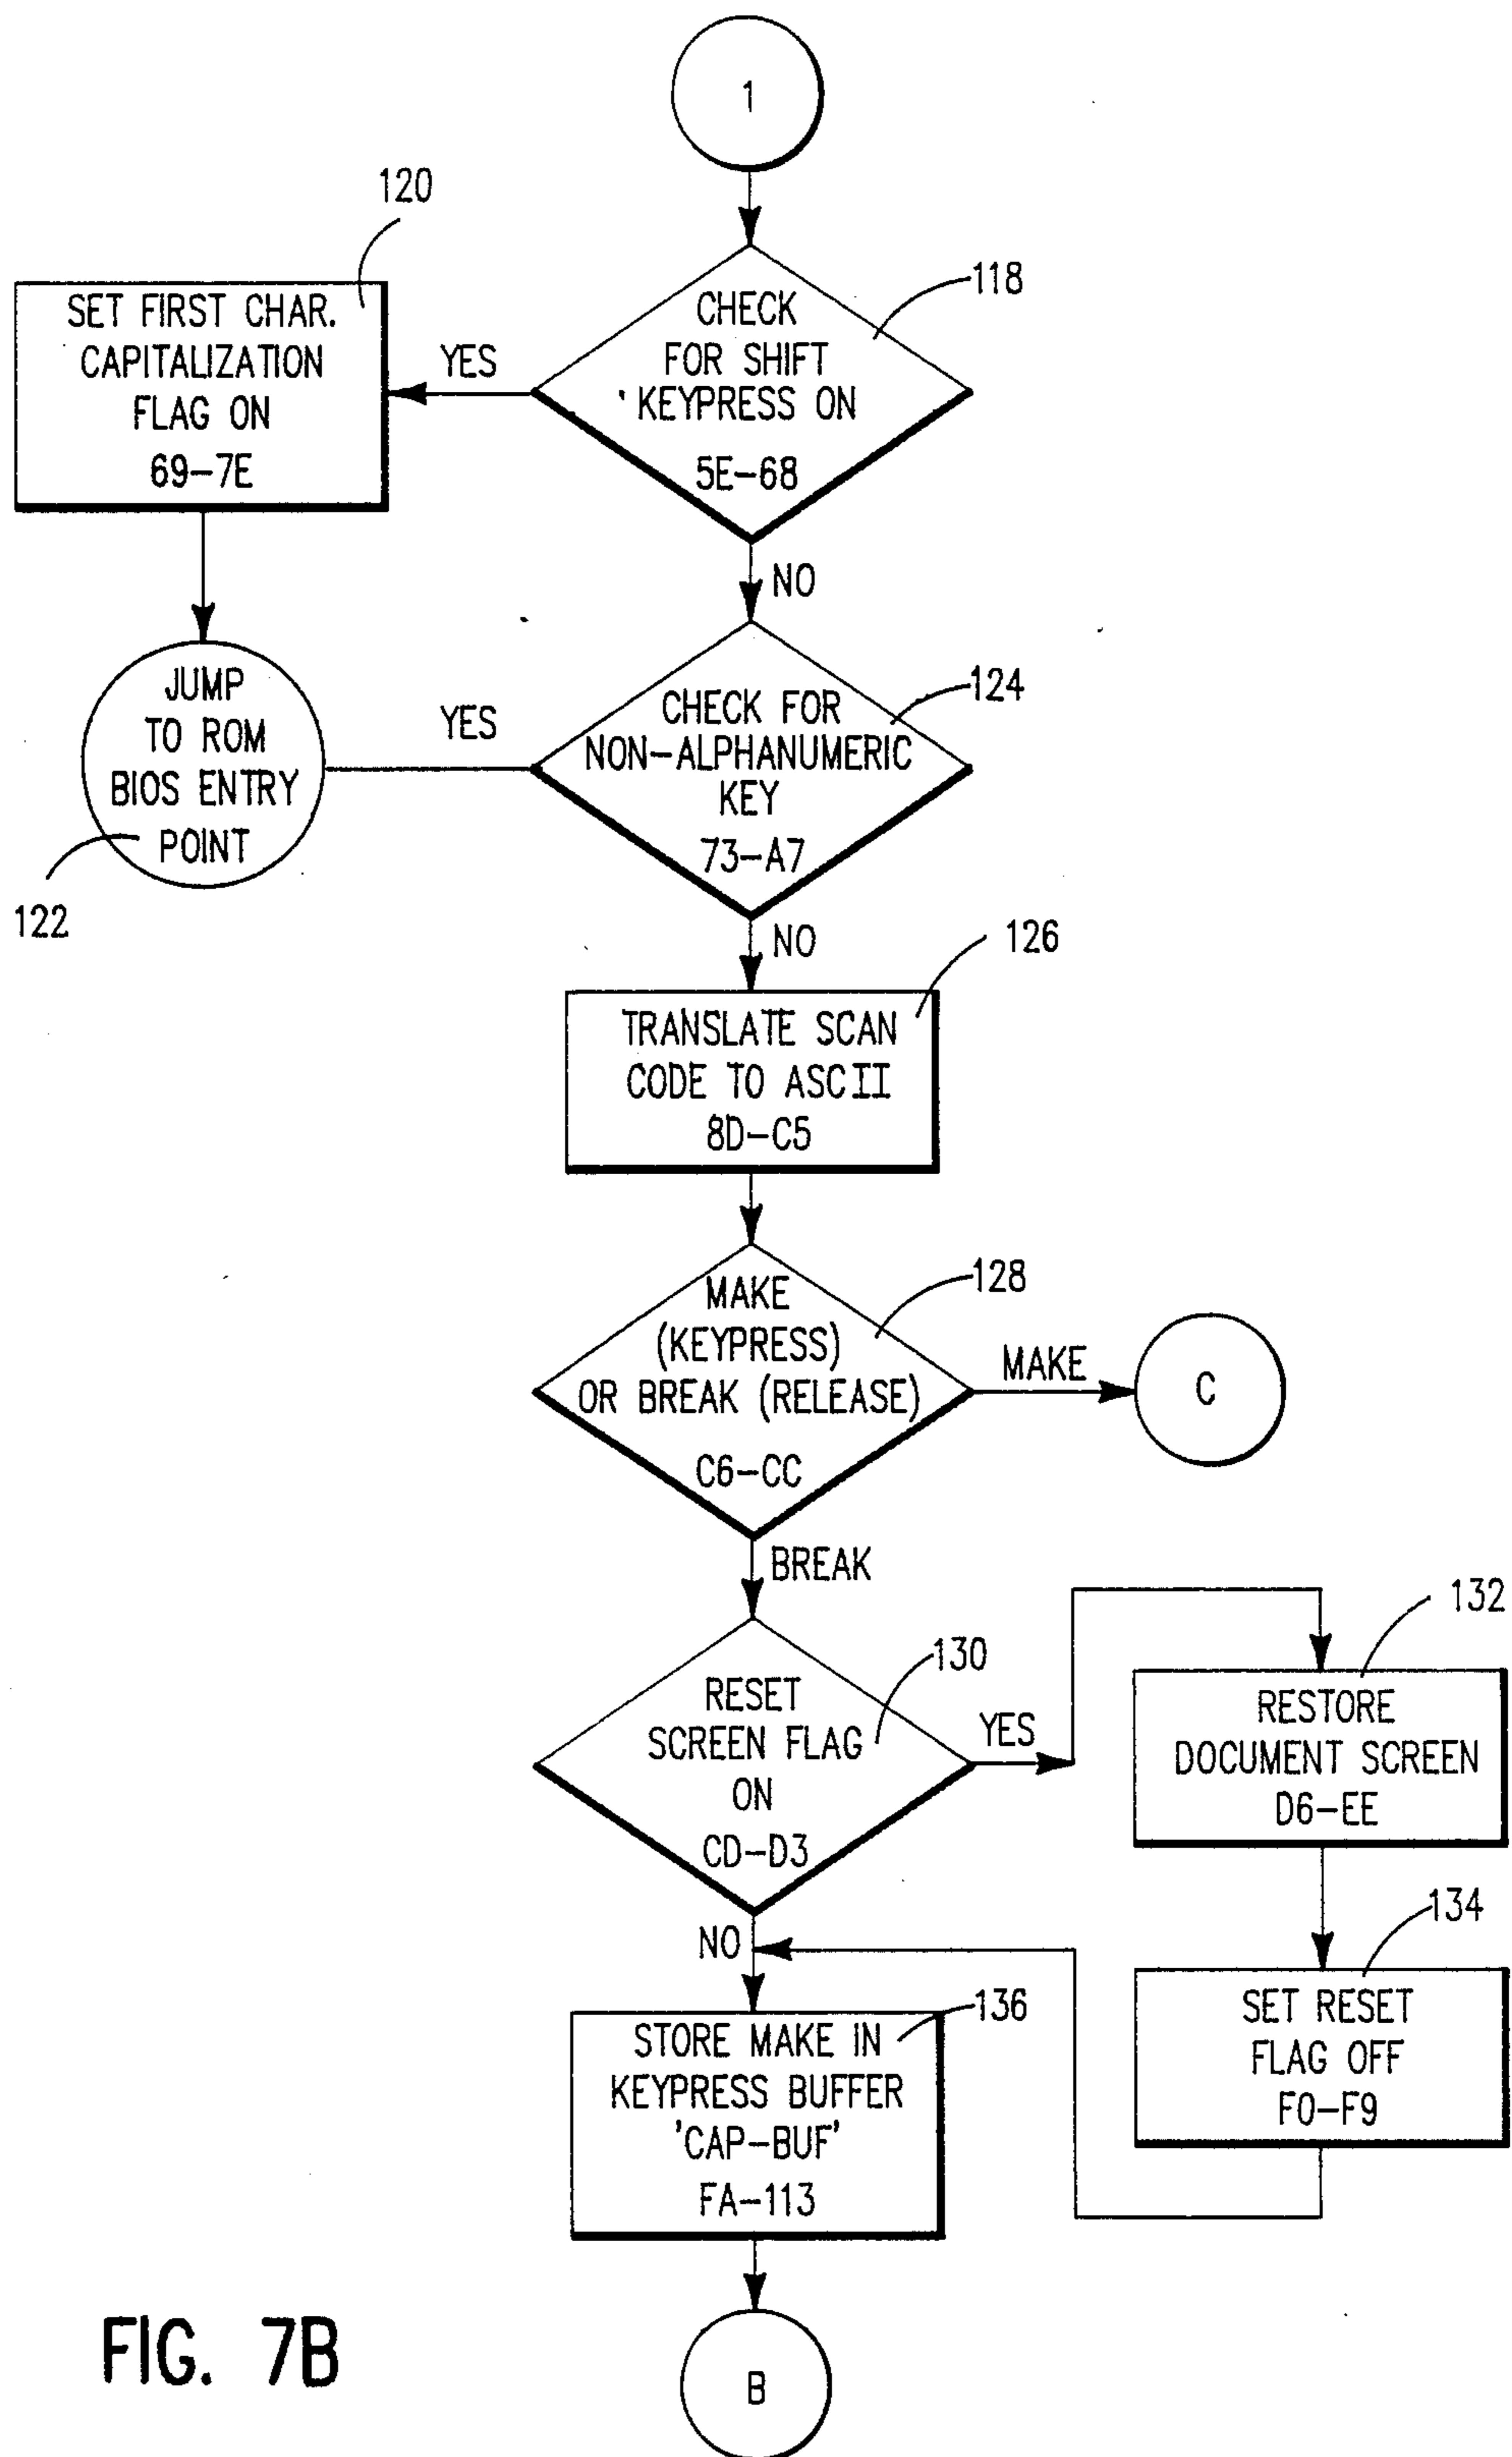 1
120
118
SET FIRST CHAR.
CAPITALIZATION
FLAG ON
69-7E
YES
CHECK
FOR SHIFT
KEYPRESS ON
5E-68
NO
JUMP
TO ROM
BIOS ENTRY
POINT
122
YES
124
CHECK FOR
NON-ALPHANUMERIC
KEY
73-A7
NO
126
TRANSLATE SCAN
CODE TO ASCII
8D-C5
128
MAKE
(KEYPRESS)
OR BREAK (RELEASE)
C6-CC
MAKE
C
BREAK
130
RESET
SCREEN FLAG
ON
CD-D3
YES
132
RESTORE
DOCUMENT SCREEN
D6-EE
NO
134
SET RESET
FLAG OFF
F0-F9
136
STORE MAKE IN
KEYPRESS BUFFER
'CAP-BUF'
FA-113
B
FIG. 7B